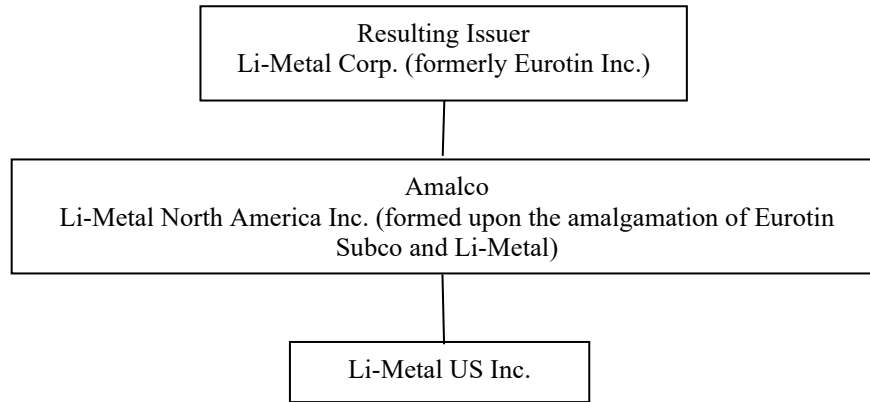 Resulting Issuer
Li-Metal Corp. (formerly Eurotin Inc.)
Amalco
Li-Metal North America Inc. (formed upon the amalgamation of Eurotin
Subco and Li-Metal)
Li-Metal US Inc.